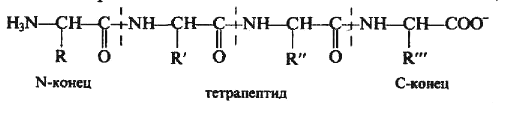 H₃N—CH—C—NH—CH—C—NH—CH—C—NH—CH—COO⁻
R O R' O R'' O R'''
N-конец С-конец
тетрапептид